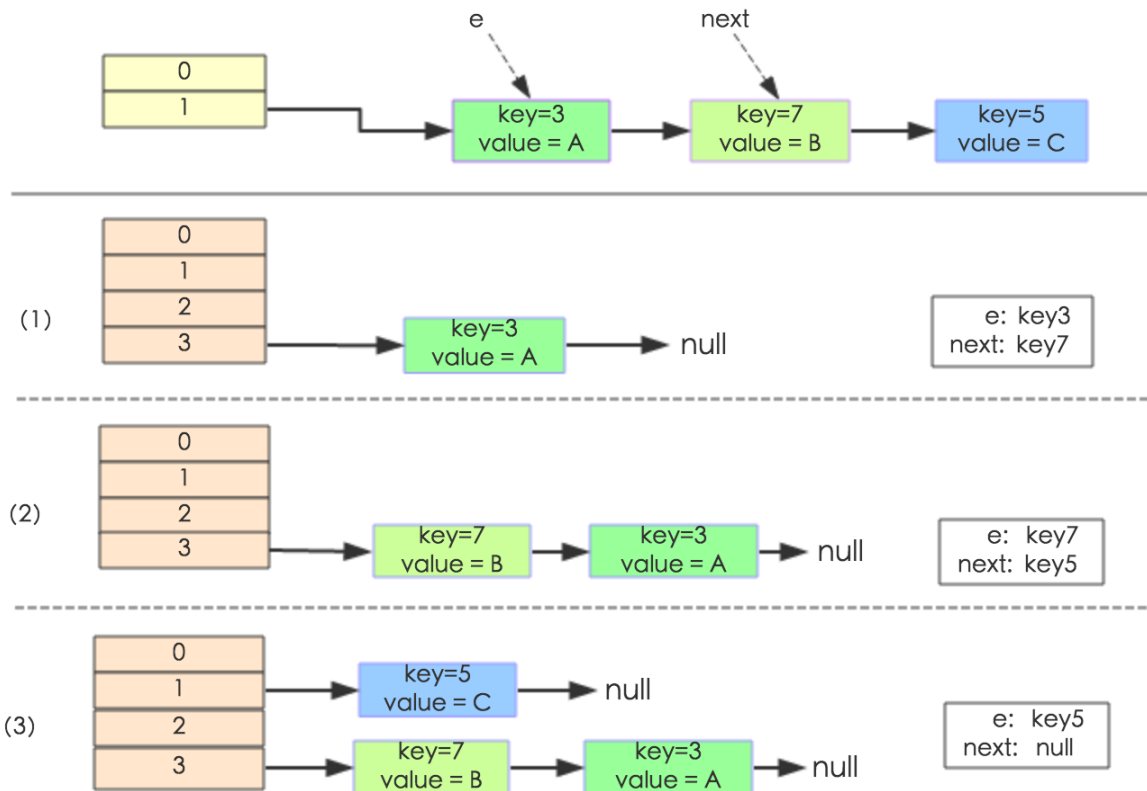 e
next
0
1
key=3
value = A
key=7
value = B
key=5
value = C
(1)
0
1
2
3
key=3
value = A
null
e: key3
next: key7
(2)
0
1
2
3
key=7
value = B
key=3
value = A
null
e: key7
next: key5
(3)
0
1
2
3
key=5
value = C
null
key=7
value = B
key=3
value = A
null
e: key5
next: null